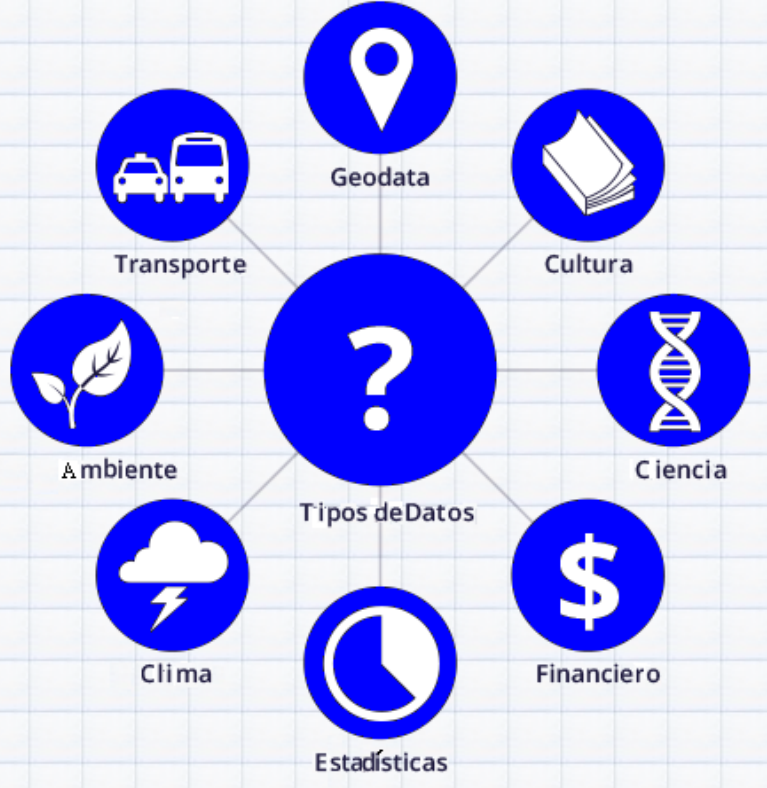 Geodata
Transporte
Cultura
?
Ambiente
Ciencia
Tipos deDatos
$
Clima
Financiero
Estadísticas